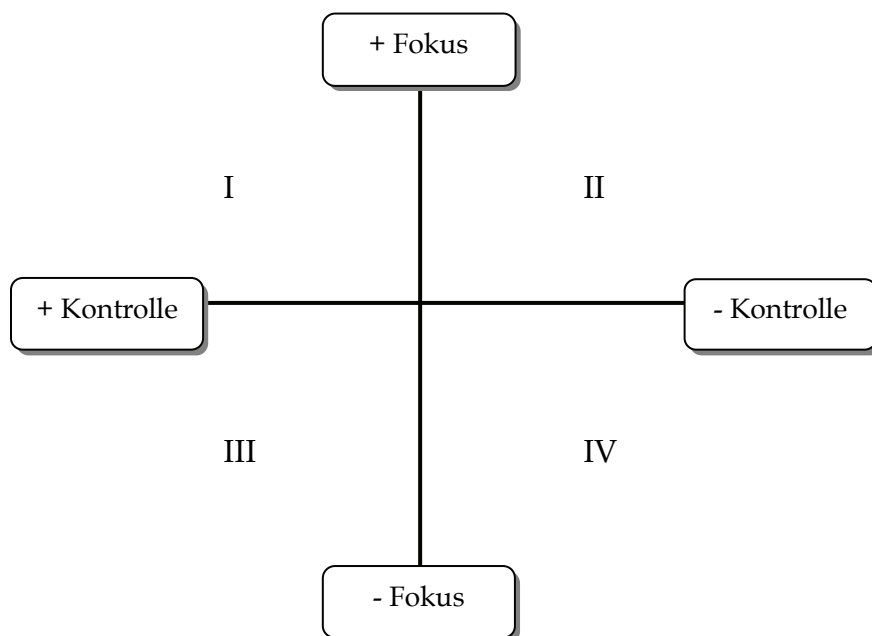 + Fokus
I
II
+ Kontrolle
- Kontrolle
III
IV
- Fokus